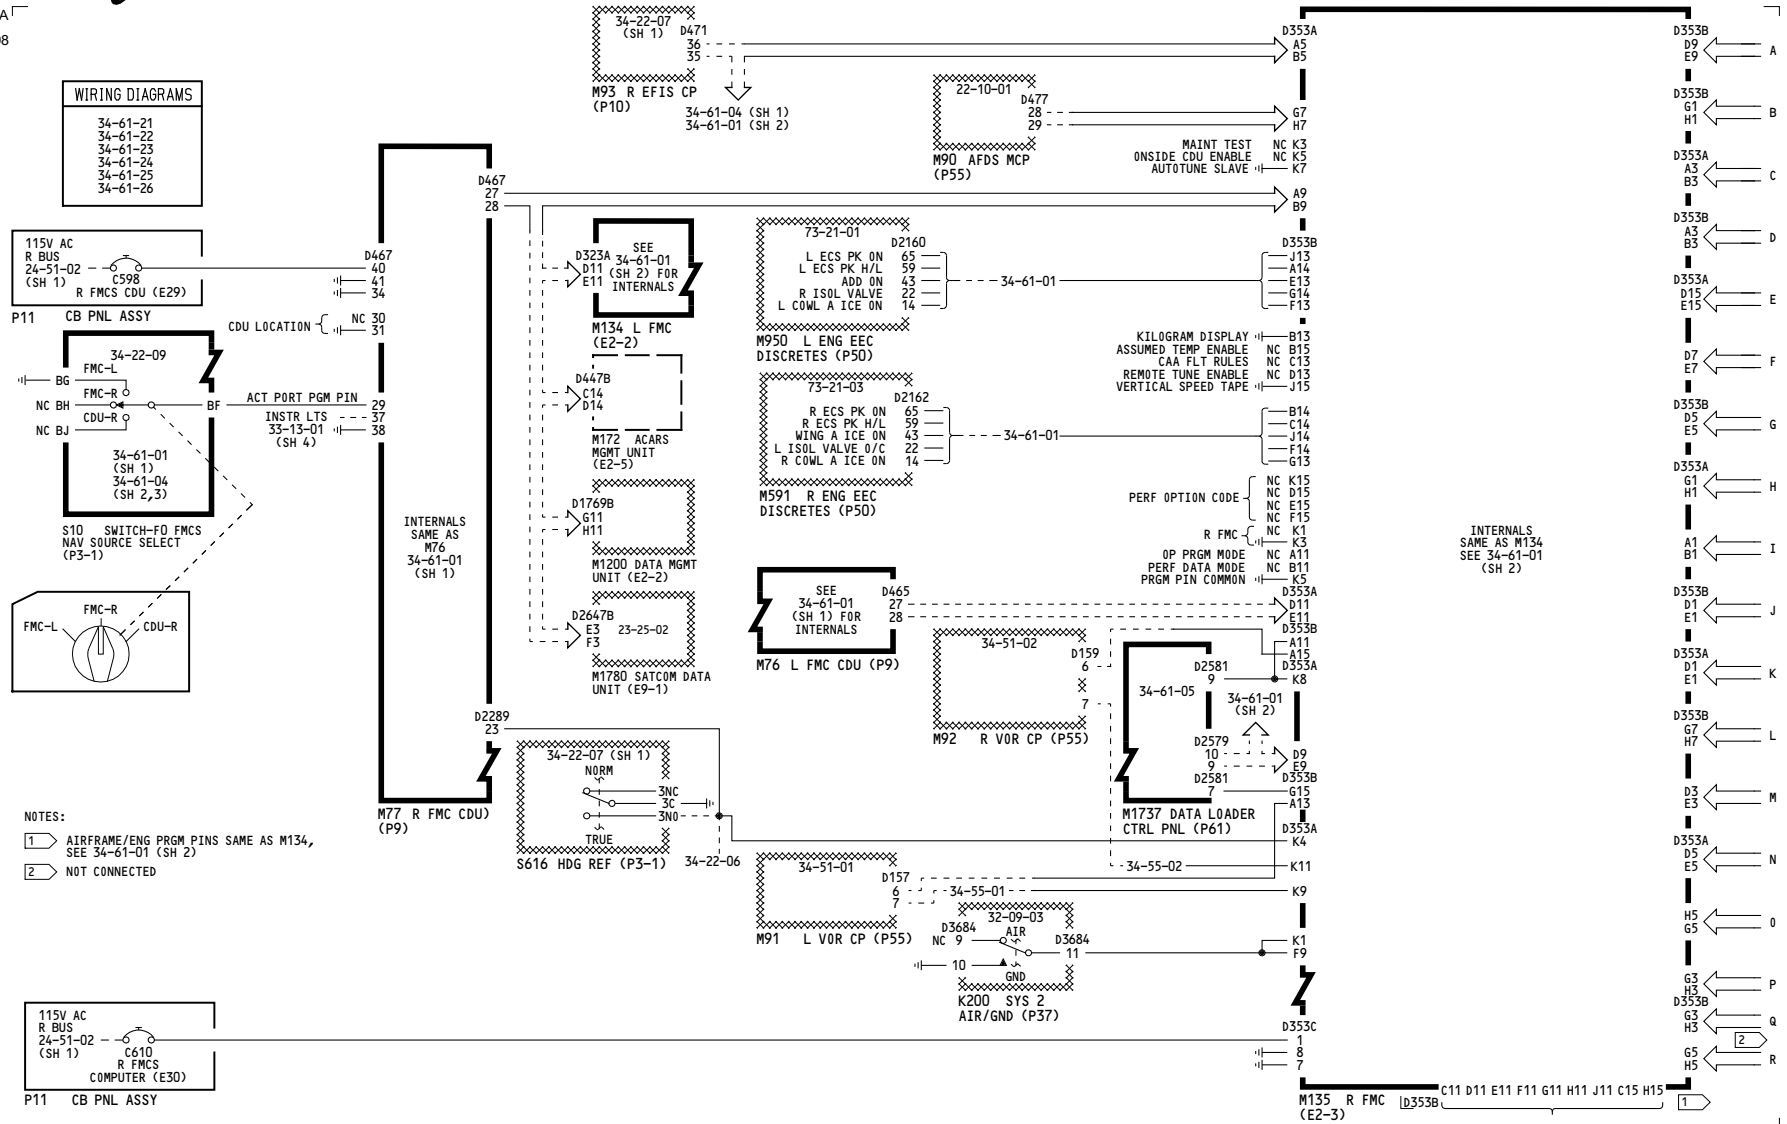 A
08
WIRING DIAGRAMS
34-61-21
34-61-22
34-61-23
34-61-24
34-61-25
34-61-26
115V AC
R BUS
24-51-02
(SH 1)
C598
R FMCS CDU (E29)
P11 CB PNL ASSY
34-22-09
FMC-L
BG
FMC-R
NC BH
CDU-R
NC BJ
BF
34-61-01
(SH 1)
34-61-04
(SH 2,3)
S10 SWITCH-FO FMCS
NAV SOURCE SELECT
(P3-1)
FMC-R
FMC-L
CDU-R
NOTES:
1 AIRFRAME/ENG PRGM PINS SAME AS M134,
SEE 34-61-01 (SH 2)
2 NOT CONNECTED
115V AC
R BUS
24-51-02
(SH 1)
C610
R FMCS
COMPUTER (E30)
P11 CB PNL ASSY
D467
40
41
34
CDU LOCATION
NC 30
31
ACT PORT PGM PIN 29
INSTR LTS 37
33-13-01 38
(SH 4)
D467
27
28
INTERNALS
SAME AS
M76
34-61-01
(SH 1)
D2289
23
M77 R FMC CDU)
(P9)
34-22-07
(SH 1)
D471
36
35
M93 R EFIS CP
(P10)
34-61-04 (SH 1)
34-61-01 (SH 2)
22-10-01
D477
28
29
M90 AFDS MCP
(P55)
D323A
D11
E11
SEE
34-61-01
(SH 2) FOR
INTERNALS
M134 L FMC
(E2-2)
D447B
C14
D14
M172 ACARS
MGMT UNIT
(E2-5)
D1769B
G11
H11
M1200 DATA MGMT
UNIT (E2-2)
D2647B
E3
F3
23-25-02
M1780 SATCOM DATA
UNIT (E9-1)
34-22-07 (SH 1)
NORM
3NC
3C
3NO
TRUE
S616 HDG REF (P3-1)
34-22-06
73-21-01
D2160
L ECS PK ON 65
L ECS PK H/L 59
ADD ON 43
R ISOL VALVE 22
L COWL A ICE ON 14
34-61-01
M950 L ENG EEC
DISCRETES (P50)
73-21-03
D2162
R ECS PK ON 65
R ECS PK H/L 59
WING A ICE ON 43
L ISOL VALVE O/C 22
R COWL A ICE ON 14
34-61-01
M591 R ENG EEC
DISCRETES (P50)
SEE
34-61-01
(SH 1) FOR
INTERNALS
D465
27
28
M76 L FMC CDU (P9)
34-51-02
D159
6
7
M92 R VOR CP (P55)
34-61-05
D2581
9
34-61-01
(SH 2)
D2579
10
9
D2581
7
M1737 DATA LOADER
CTRL PNL (P61)
34-51-01
D157
6
7
M91 L VOR CP (P55)
34-55-02
34-55-01
32-09-03
D3684
NC 9
AIR
D3684
11
10
GND
K200 SYS 2
AIR/GND (P37)
D353A
A5
B5
G7
H7
MAINT TEST NC K3
ONSIDE CDU ENABLE NC K5
AUTOTUNE SLAVE K7
A9
B9
D353B
J13
A14
E13
G14
F13
KILOGRAM DISPLAY B13
ASSUMED TEMP ENABLE NC B15
CAA FLT RULES NC C13
REMOTE TUNE ENABLE NC D13
VERTICAL SPEED TAPE J15
B14
C14
J14
F14
G13
PERF OPTION CODE
NC K15
NC D15
NC E15
NC F15
R FMC
NC K1
K3
OP PRGM MODE NC A11
PERF DATA MODE NC B11
PRGM PIN COMMON K5
D353A
D11
E11
D353B
A11
A15
D353A
K8
D9
E9
D353B
G15
A13
D353A
K4
K11
K9
K1
F9
D353C
1
8
7
M135 R FMC
(E2-3)
D353B C11 D11 E11 F11 G11 H11 J11 C15 H15
1
INTERNALS
SAME AS M134
SEE 34-61-01
(SH 2)
D353B
D9
E9
A
D353B
G1
H1
B
D353A
A3
B3
C
D353B
A3
B3
D
D353A
D15
E15
E
D7
E7
F
D353B
D5
E5
G
D353A
G1
H1
H
A1
B1
I
D353B
D1
E1
J
D353A
D1
E1
K
D353B
G7
H7
L
D3
E3
M
D353A
D5
E5
N
H5
G5
O
G3
H3
P
D353B
G3
H3
Q
2
G5
H5
R